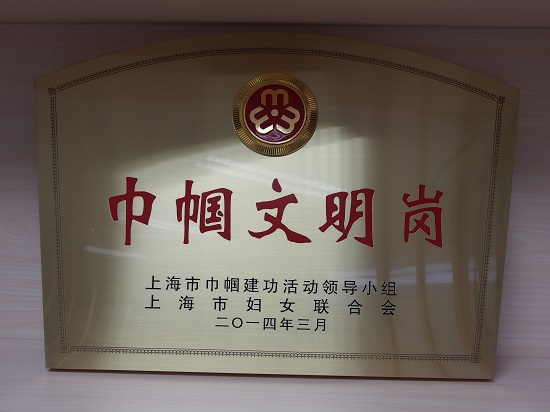 巾帼文明岗
上海市巾帼建功活动领导小组
上海市妇女联合会
二〇一四年三月